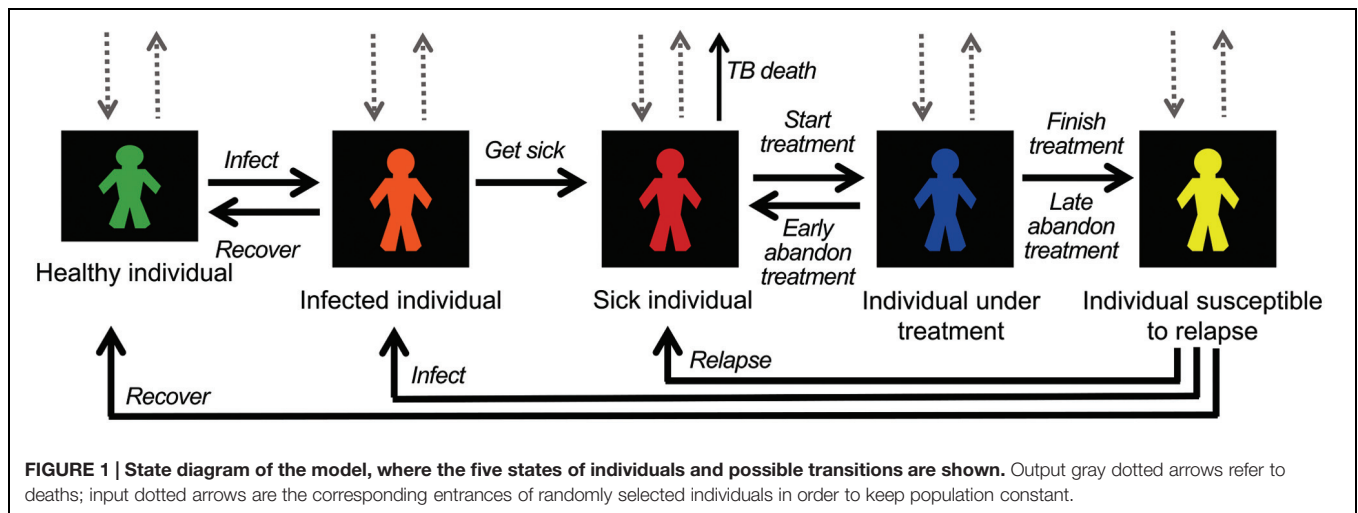 TB death
Infect
Recover
Get sick
Start
treatment
Early
abandon
treatment
Finish
treatment
Late
abandon
treatment
Healthy individual
Infected individual
Sick individual
Individual under
treatment
Individual susceptible
to relapse
Relapse
Infect
Recover
FIGURE 1 | State diagram of the model, where the five states of individuals and possible transitions are shown. Output gray dotted arrows refer to
deaths; input dotted arrows are the corresponding entrances of randomly selected individuals in order to keep population constant.